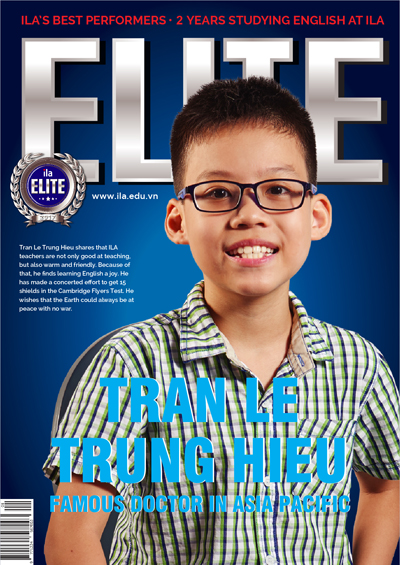 ILA'S BEST PERFORMERS • 2 YEARS STUDYING ENGLISH AT ILA
ELITE
ila
ELITE
2017
www.ila.edu.vn
Tran Le Trung Hieu shares that ILA
teachers are not only good at teaching,
but also warm and friendly. Because of
that, he finds learning English a joy. He
has made a concerted effort to get 15
shields in the Cambridge Flyers Test. He
wishes that the Earth could always be at
peace with no war.
TRAN LE
TRUNG HIEU
FAMOUS DOCTOR IN ASIA PACIFIC